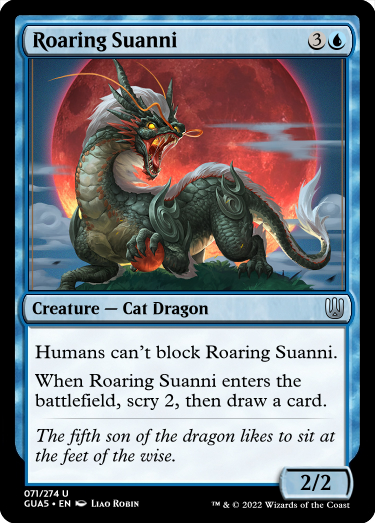 Roaring Suanni 3
Creature — Cat Dragon
Humans can't block Roaring Suanni.
When Roaring Suanni enters the
battlefield, scry 2, then draw a card.
The fifth son of the dragon likes to sit at
the feet of the wise.
2/2
071/274 U
GUA5 • EN Liao Robin
™ & © 2022 Wizards of the Coast